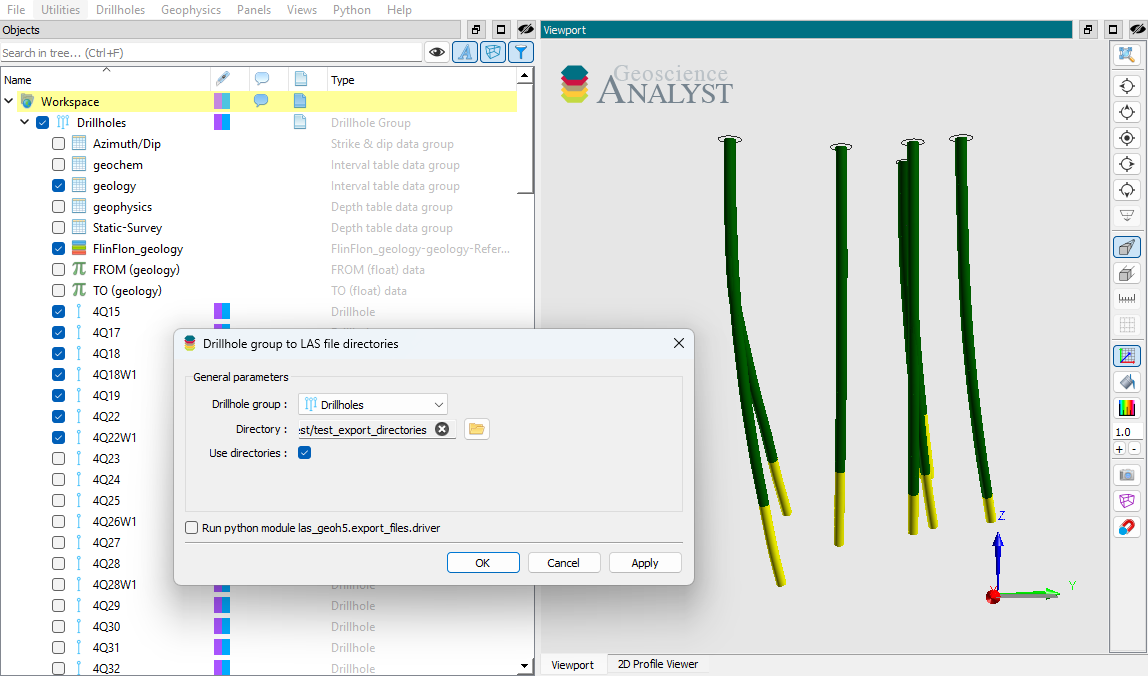 File Utilities Drillholes Geophysics Panels Views Python Help
Objects
Search in tree... (Ctrl+F)
Name Type
Workspace
Drillholes Drillhole Group
Azimuth/Dip Strike & dip data group
geochem Interval table data group
geology Interval table data group
geophysics Depth table data group
Static-Survey Depth table data group
FlinFlon_geology FlinFlon_geology-geology-Refer...
FROM (geology) FROM (float) data
TO (geology) TO (float) data
4Q15 Drillhole
4Q17
4Q18
4Q18W1
4Q19
4Q22
4Q22W1
4Q23
4Q24
4Q25
4Q26W1
4Q27
4Q28
4Q28W1
4Q29 Drillhole
4Q30 Drillhole
4Q31 Drillhole
4Q32 Drillhole
Drillhole group to LAS file directories
General parameters
Drillhole group : Drillholes
Directory : est/test_export_directories
Use directories :
Run python module las_geoh5.export_files.driver
OK Cancel Apply
Viewport
Geoscience
ANALYST
Z
Y
X
1.0
+ -
Viewport 2D Profile Viewer